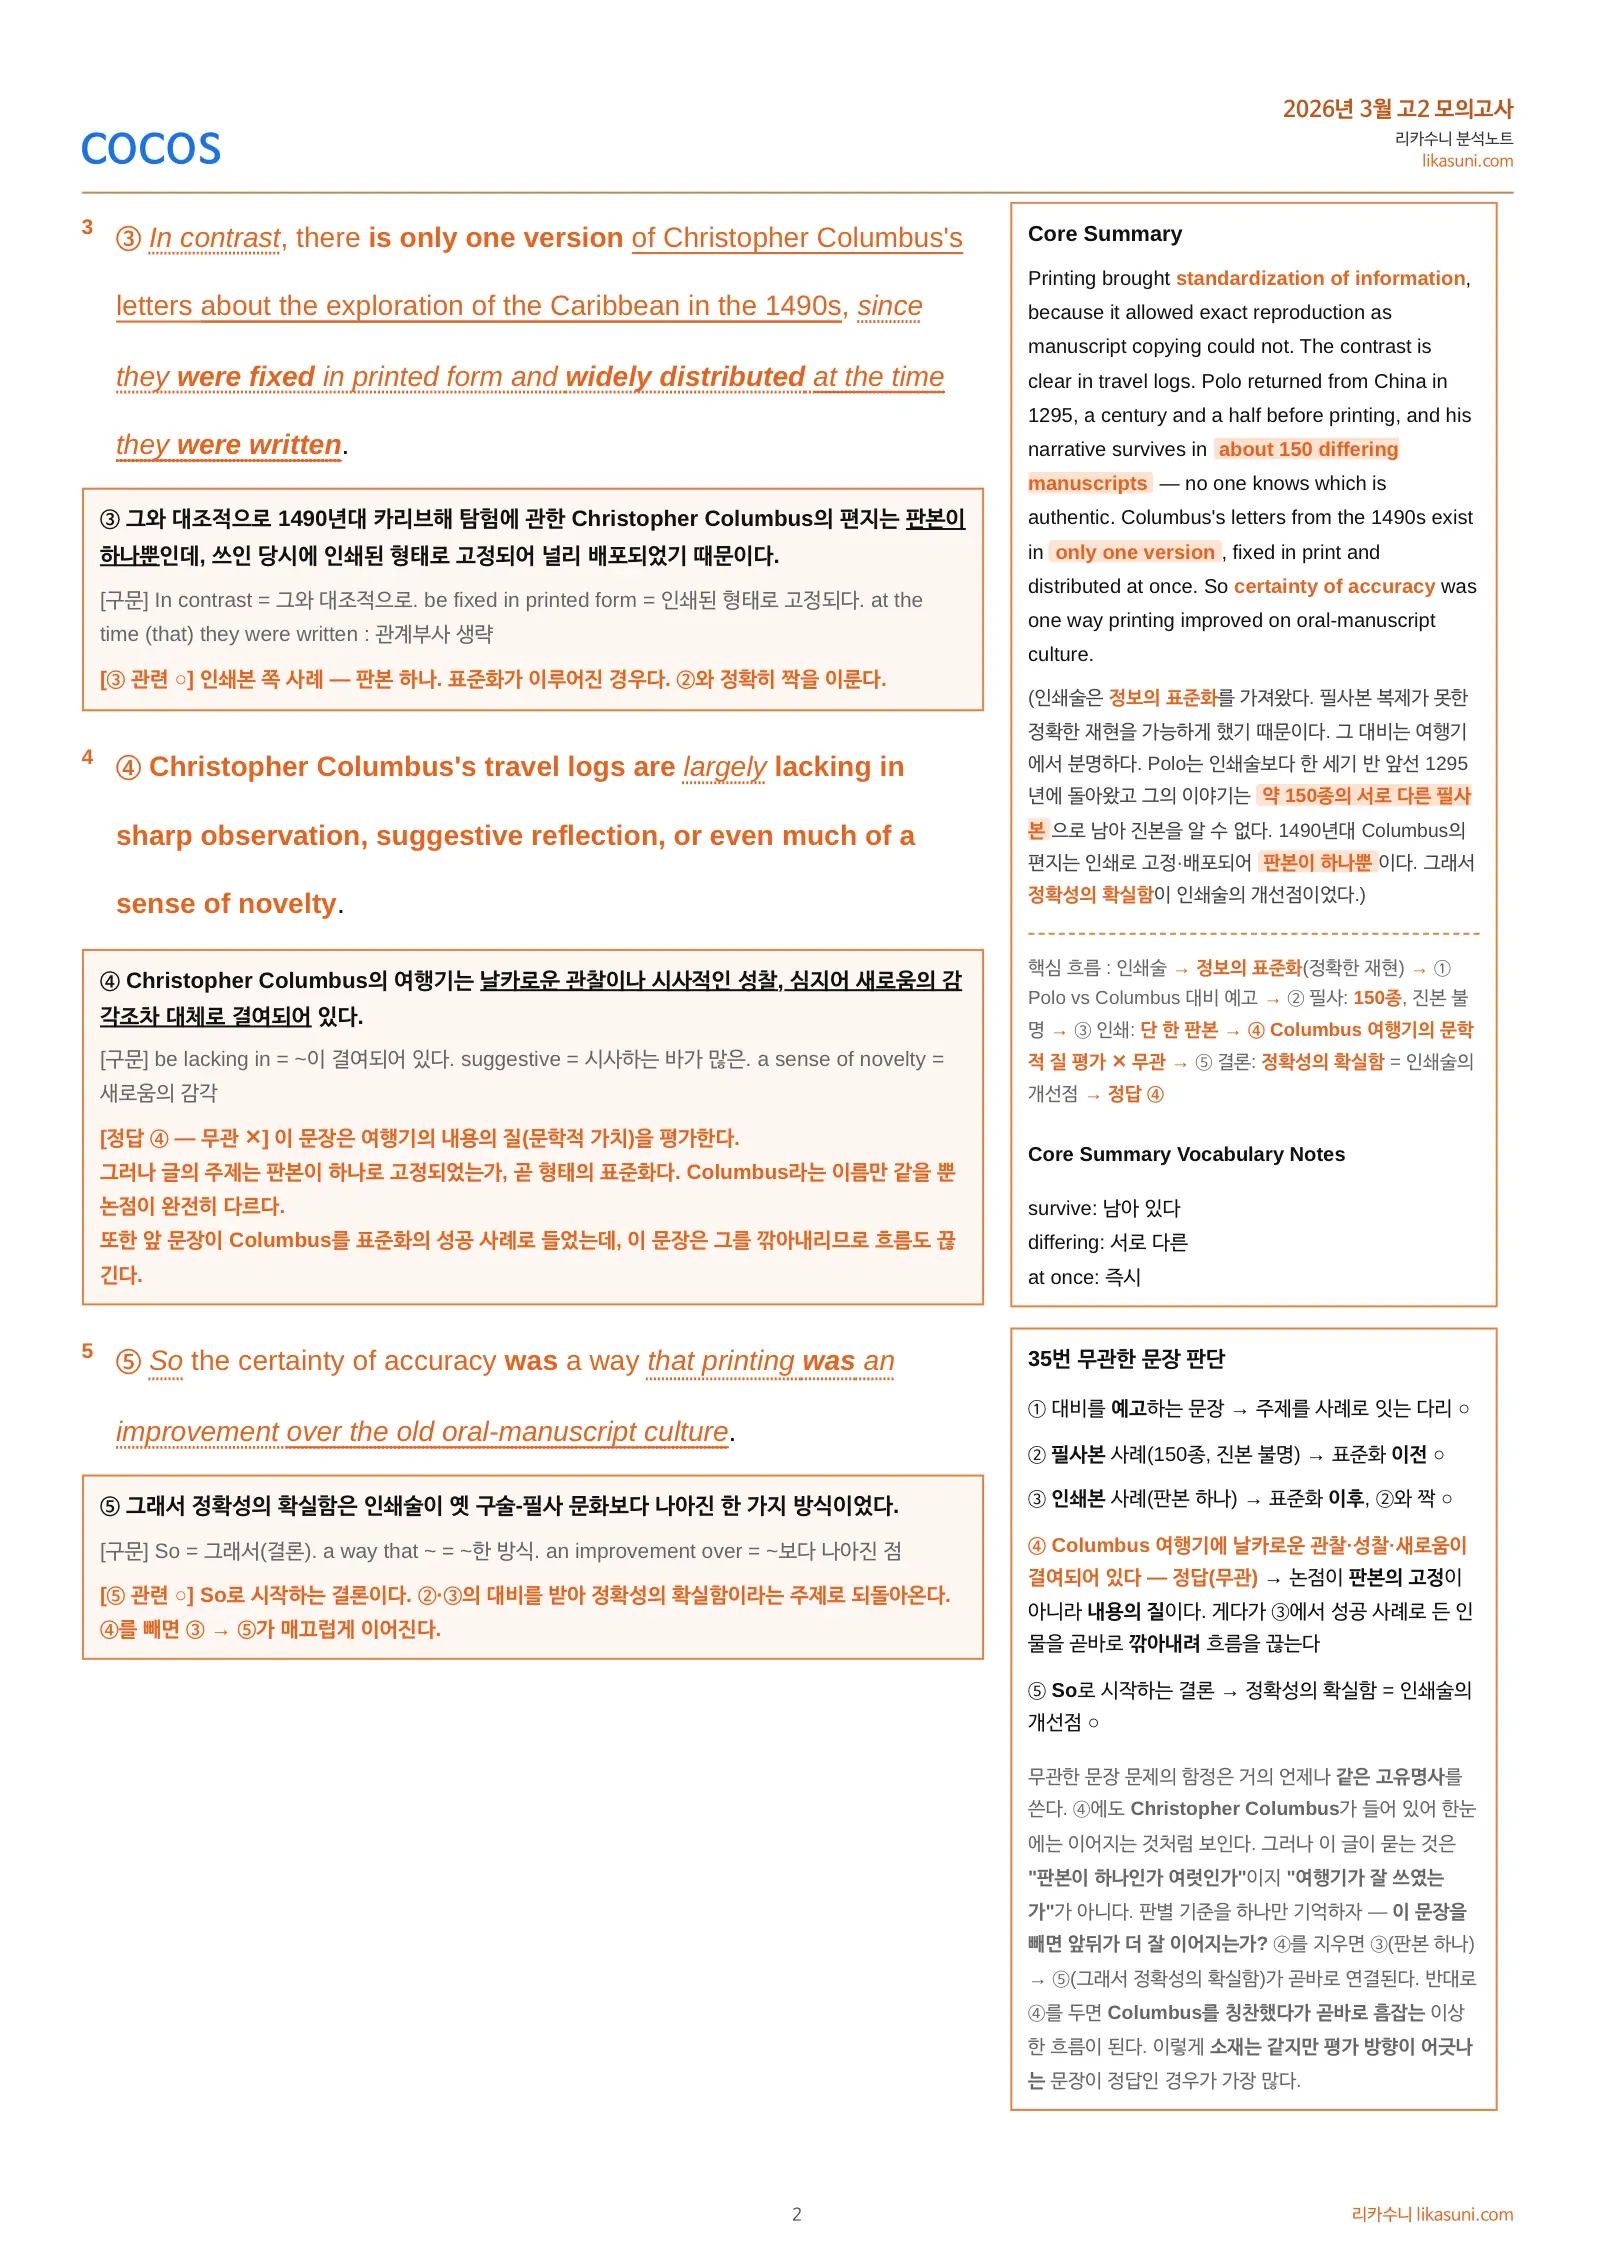 cocos
2026년 3월 고2 모의고사
리카수니 분석노트
likasuni.com
3 ③ In contrast, there is only one version of Christopher Columbus's
letters about the exploration of the Caribbean in the 1490s, since
they were fixed in printed form and widely distributed at the time
they were written.
③ 그와 대조적으로 1490년대 카리브해 탐험에 관한 Christopher Columbus의 편지는 판본이
하나뿐인데, 쓰인 당시에 인쇄된 형태로 고정되어 널리 배포되었기 때문이다.
[구문] In contrast = 그와 대조적으로. be fixed in printed form = 인쇄된 형태로 고정되다. at the
time (that) they were written : 관계부사 생략
[③ 관련 ○] 인쇄본 쪽 사례 — 판본 하나. 표준화가 이루어진 경우다. ②와 정확히 짝을 이룬다.
4 ④ Christopher Columbus's travel logs are largely lacking in
sharp observation, suggestive reflection, or even much of a
sense of novelty.
④ Christopher Columbus의 여행기는 날카로운 관찰이나 시사적인 성찰, 심지어 새로움의 감
각조차 대체로 결여되어 있다.
[구문] be lacking in = ~이 결여되어 있다. suggestive = 시사하는 바가 많은. a sense of novelty =
새로움의 감각
[정답 ④ — 무관 ✕] 이 문장은 여행기의 내용의 질(문학적 가치)을 평가한다.
그러나 글의 주제는 판본이 하나로 고정되었는가, 곧 형태의 표준화다. Columbus라는 이름만 같을 뿐
논점이 완전히 다르다.
또한 앞 문장이 Columbus를 표준화의 성공 사례로 들었는데, 이 문장은 그를 깎아내리므로 흐름도 끊
긴다.
5 ⑤ So the certainty of accuracy was a way that printing was an
improvement over the old oral-manuscript culture.
⑤ 그래서 정확성의 확실함은 인쇄술이 옛 구술-필사 문화보다 나아진 한 가지 방식이었다.
[구문] So = 그래서(결론). a way that ~ = ~한 방식. an improvement over = ~보다 나아진 점
[⑤ 관련 ○] So로 시작하는 결론이다. ②·③의 대비를 받아 정확성의 확실함이라는 주제로 되돌아온다.
④를 빼면 ③ → ⑤가 매끄럽게 이어진다.
Core Summary
Printing brought standardization of information,
because it allowed exact reproduction as
manuscript copying could not. The contrast is
clear in travel logs. Polo returned from China in
1295, a century and a half before printing, and his
narrative survives in about 150 differing
manuscripts — no one knows which is
authentic. Columbus's letters from the 1490s exist
in only one version, fixed in print and
distributed at once. So certainty of accuracy was
one way printing improved on oral-manuscript
culture.
(인쇄술은 정보의 표준화를 가져왔다. 필사본 복제가 못한
정확한 재현을 가능하게 했기 때문이다. 그 대비는 여행기
에서 분명하다. Polo는 인쇄술보다 한 세기 반 앞선 1295
년에 돌아왔고 그의 이야기는 약 150종의 서로 다른 필사
본으로 남아 진본을 알 수 없다. 1490년대 Columbus의
편지는 인쇄로 고정·배포되어 판본이 하나뿐이다. 그래서
정확성의 확실함이 인쇄술의 개선점이었다.)
핵심 흐름 : 인쇄술 → 정보의 표준화(정확한 재현) → ①
Polo vs Columbus 대비 예고 → ② 필사: 150종, 진본 불
명 → ③ 인쇄: 단 한 판본 → ④ Columbus 여행기의 문학
적 질 평가 ✕ 무관 → ⑤ 결론: 정확성의 확실함 = 인쇄술의
개선점 → 정답 ④
Core Summary Vocabulary Notes
survive: 남아 있다
differing: 서로 다른
at once: 즉시
35번 무관한 문장 판단
① 대비를 예고하는 문장 → 주제를 사례로 잇는 다리 ○
② 필사본 사례(150종, 진본 불명) → 표준화 이전 ○
③ 인쇄본 사례(판본 하나) → 표준화 이후, ②와 짝 ○
④ Columbus 여행기에 날카로운 관찰·성찰·새로움이
결여되어 있다 — 정답(무관) → 논점이 판본의 고정이
아니라 내용의 질이다. 게다가 ③에서 성공 사례로 든 인
물을 곧바로 깎아내려 흐름을 끊는다
⑤ So로 시작하는 결론 → 정확성의 확실함 = 인쇄술의
개선점 ○
무관한 문장 문제의 함정은 거의 언제나 같은 고유명사를
쓴다. ④에도 Christopher Columbus가 들어 있어 한눈
에는 이어지는 것처럼 보인다. 그러나 이 글이 묻는 것은
"판본이 하나인가 여럿인가"이지 "여행기가 잘 쓰였는
가"가 아니다. 판별 기준을 하나만 기억하자 — 이 문장을
빼면 앞뒤가 더 잘 이어지는가? ④를 지우면 ③(판본 하나)
→ ⑤(그래서 정확성의 확실함)가 곧바로 연결된다. 반대로
④를 두면 Columbus를 칭찬했다가 곧바로 흠잡는 이상
한 흐름이 된다. 이렇게 소재는 같지만 평가 방향이 어긋나
는 문장이 정답인 경우가 가장 많다.
2
리카수니 likasuni.com